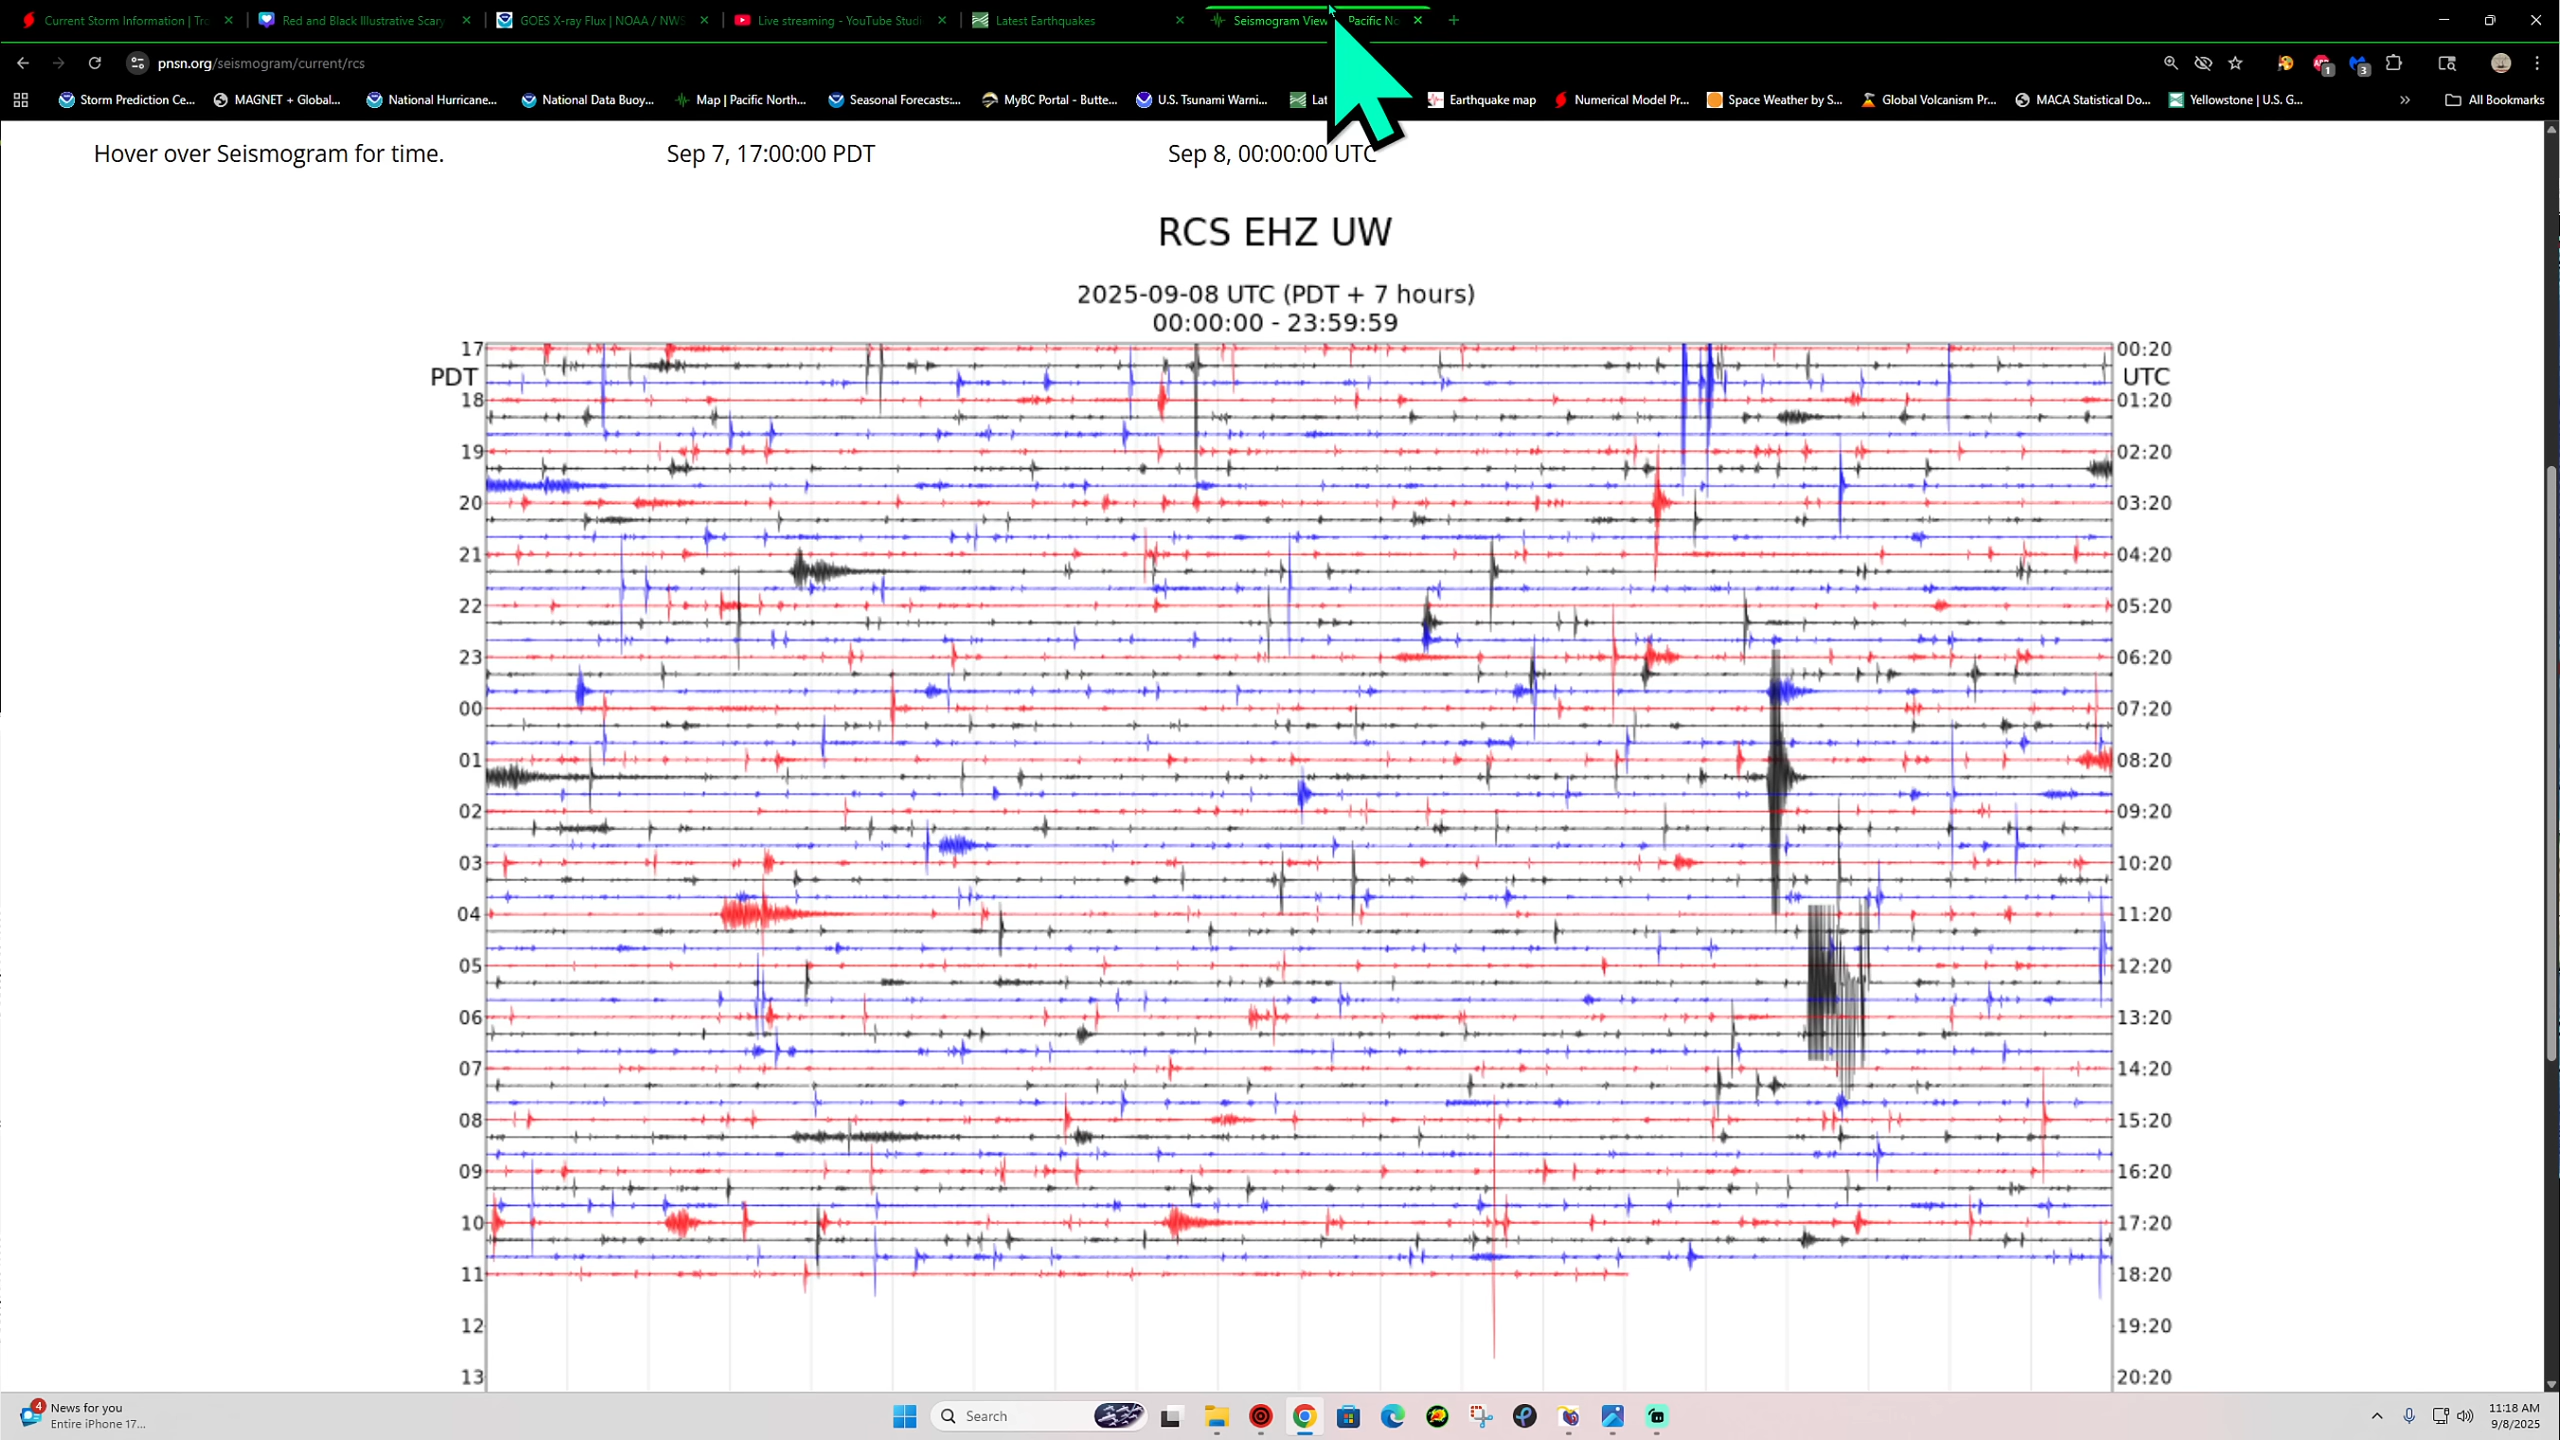 Current Storm Information | Tro
Red and Black Illustrative Scary
GOES X-ray Flux | NOAA / NWS
Live streaming - YouTube Studi
Latest Earthquakes
Seismogram View
Pacific No
pnsn.org/seismogram/current/rcs
1
3
Storm Prediction Ce...
MAGNET + Global...
National Hurricane...
National Data Buoy...
Map | Pacific North...
Seasonal Forecasts:...
MyBC Portal - Butte...
U.S. Tsunami Warni...
Lat
Earthquake map
Numerical Model Pr...
Space Weather by S...
Global Volcanism Pr...
MACA Statistical Do...
Yellowstone | U.S. G...
All Bookmarks
Hover over Seismogram for time.
Sep 7, 17:00:00 PDT
Sep 8, 00:00:00 UTC
RCS EHZ UW
2025-09-08 UTC (PDT + 7 hours)
00:00:00 - 23:59:59
17 00:20
PDT UTC
18 01:20
19 02:20
20 03:20
21 04:20
22 05:20
23 06:20
00 07:20
01 08:20
02 09:20
03 10:20
04 11:20
05 12:20
06 13:20
07 14:20
08 15:20
09 16:20
10 17:20
11 18:20
12 19:20
13 20:20
4
News for you
Entire iPhone 17...
Search
11:18 AM
9/8/2025